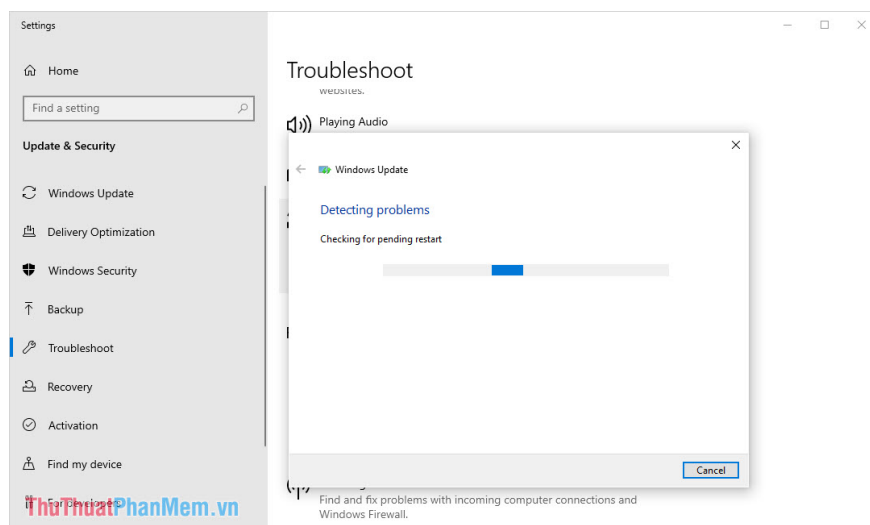 Settings
Home
Find a setting
Update & Security
Windows Update
Delivery Optimization
Windows Security
Backup
Troubleshoot
Recovery
Activation
Find my device
For developers
ThuThuatPhanMem.vn
Troubleshoot
websites.
Playing Audio
Windows Update
Detecting problems
Checking for pending restart
Cancel
Find and fix problems with incoming computer connections and
Windows Firewall.